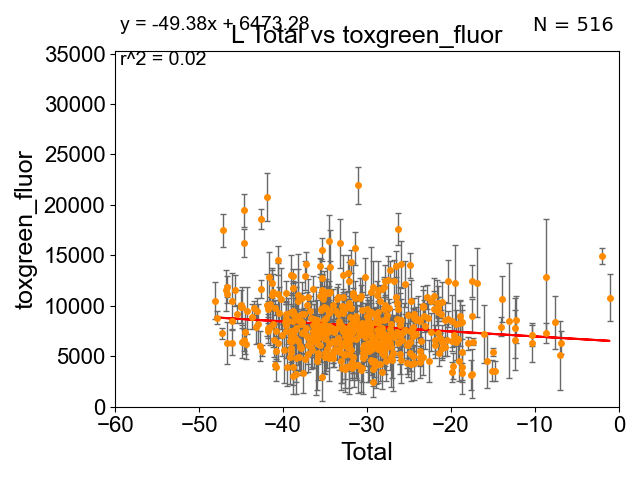 y = -49.38x + 6473.28
N = 516
L Total vs toxgreen_fluor
r^2 = 0.02
35000
30000
25000
20000
15000
10000
5000
0
toxgreen_fluor
−60 −50 −40 −30 −20 −10 0
Total